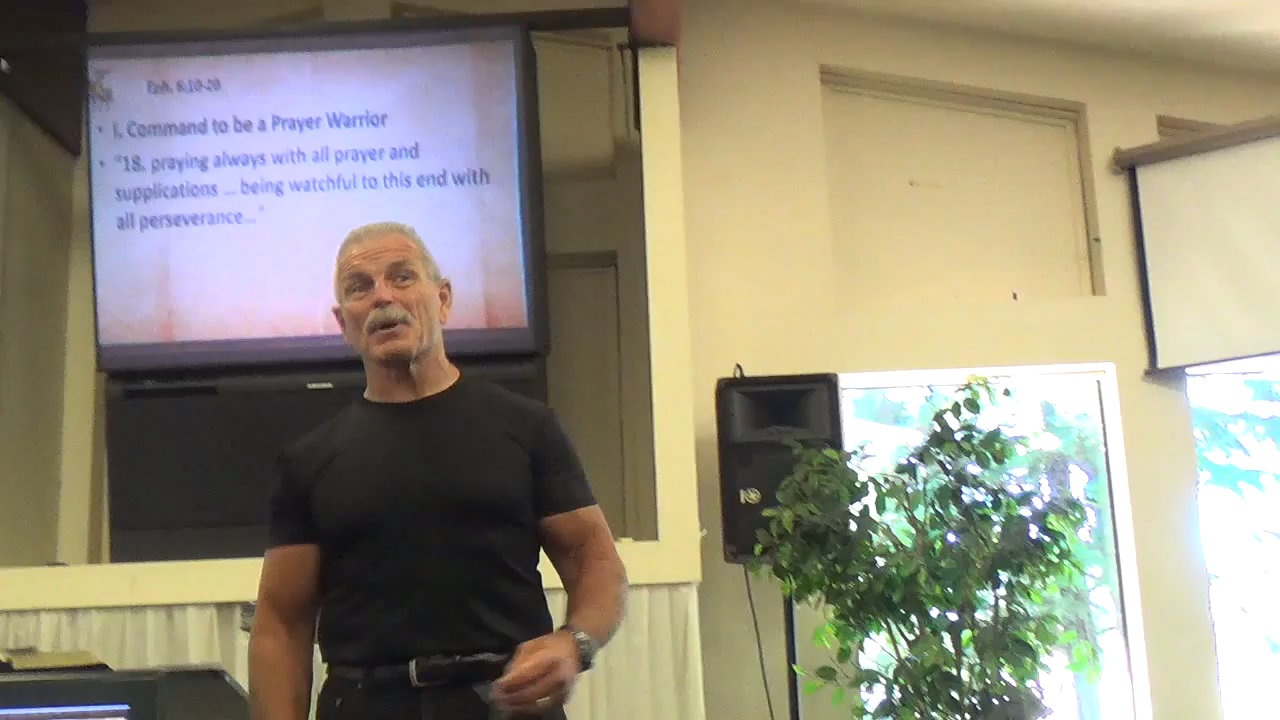 Eph. 6:10-20
• I. Command to be a Prayer Warrior
• "18. praying always with all prayer and
supplications ... being watchful to this end with
all perseverance..."